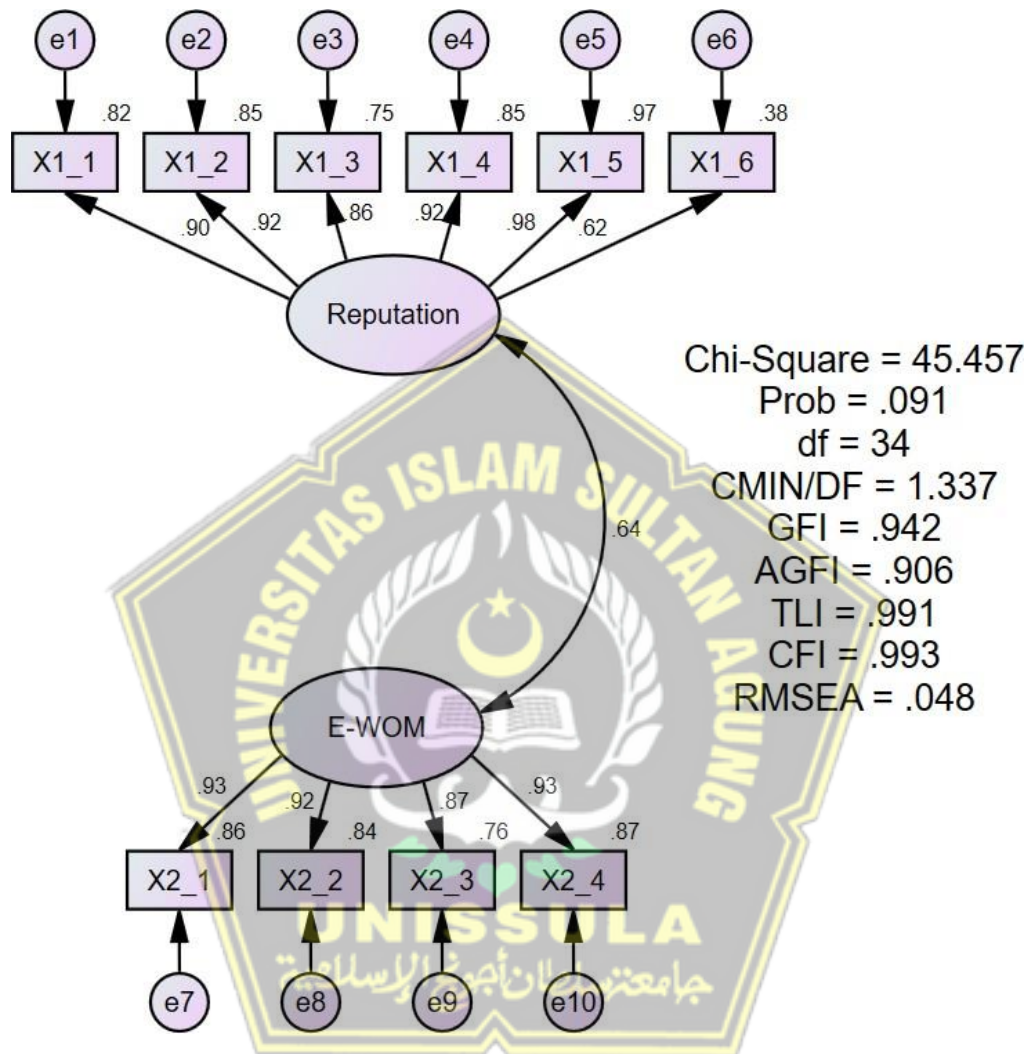 e1 e2 e3 e4 e5 e6
.82 .85 .75 .85 .97 .38
X1_1 X1_2 X1_3 X1_4 X1_5 X1_6
.90 .92 .86 .92 .98 .62
Reputation
Chi-Square = 45.457
Prob = .091
df = 34
CMIN/DF = 1.337
GFI = .942
AGFI = .906
TLI = .991
CFI = .993
RMSEA = .048
.64
UNIVERSITAS ISLAM SULTAN AGUNG
E-WOM
.93 .92 .87 .93
.86 .84 .76 .87
X2_1 X2_2 X2_3 X2_4
UNISSULA
جامعتسلطان أجونج الإسلامية
e7 e8 e9 e10